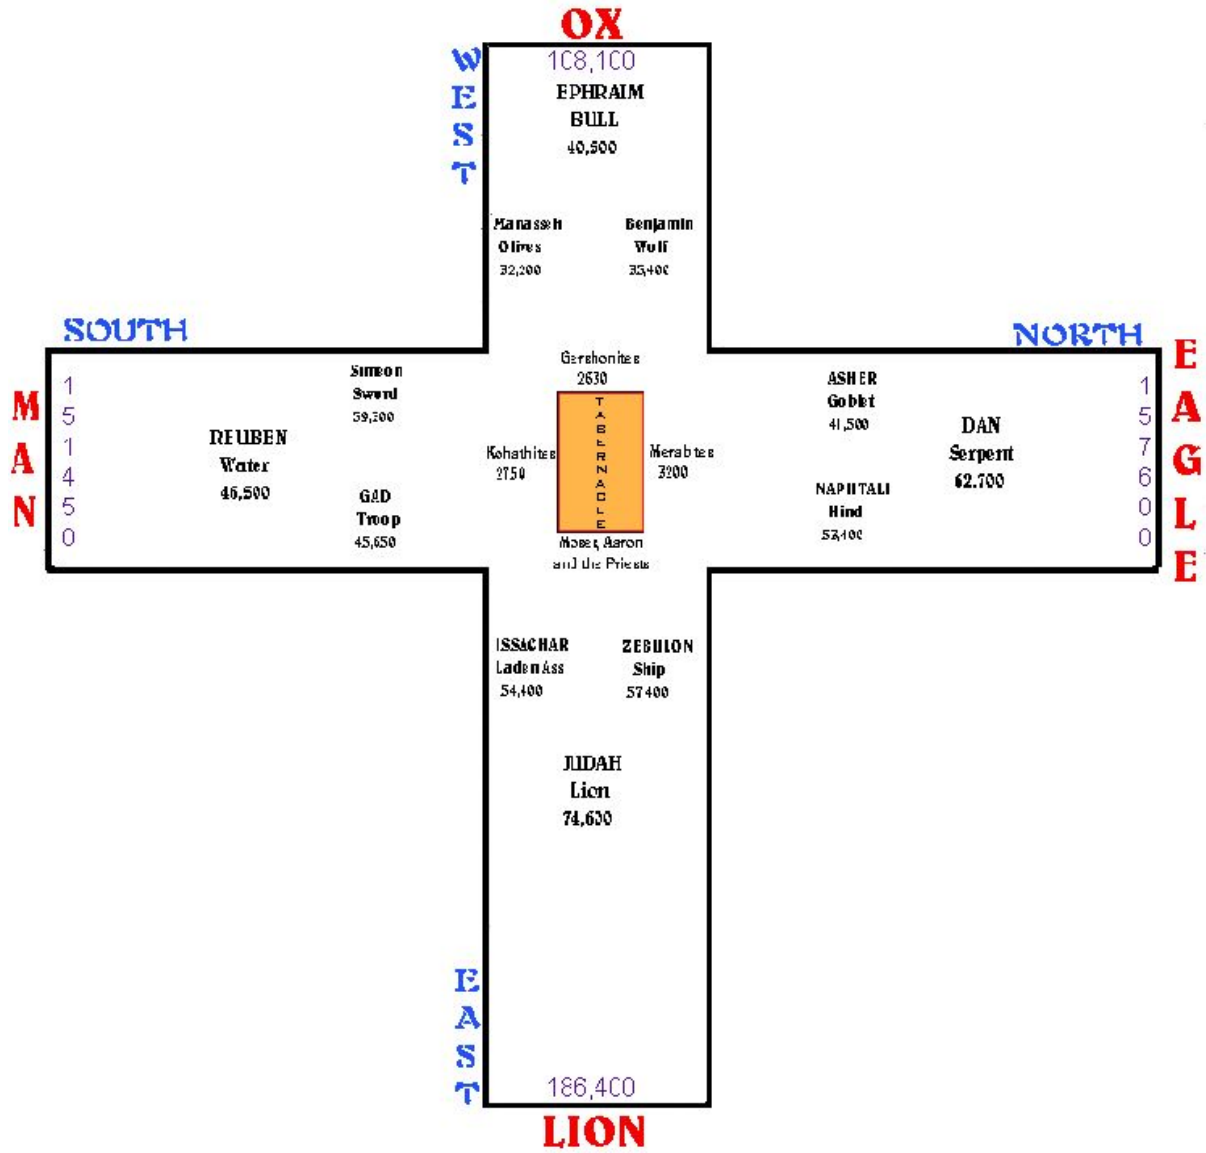 OX
WEST
108,100
EPHRAIM
BULL
40,500
Manasseh
Olives
32,200
Benjamin
Wolf
35,400
SOUTH
NORTH
MAN
151450
REUBEN
Water
46,500
Simeon
Sword
59,300
GAD
Troop
45,650
Gershonites
2630
Kohathites
2750
TABERNACLE
Merabites
3200
Moses, Aaron
and the Priests
ASHER
Goblet
41,500
NAPHTALI
Hind
53,400
DAN
Serpent
62,700
157600
EAGLE
ISSACHAR
Laden Ass
54,400
ZEBULON
Ship
57400
JUDAH
Lion
74,600
EAST
186,400
LION